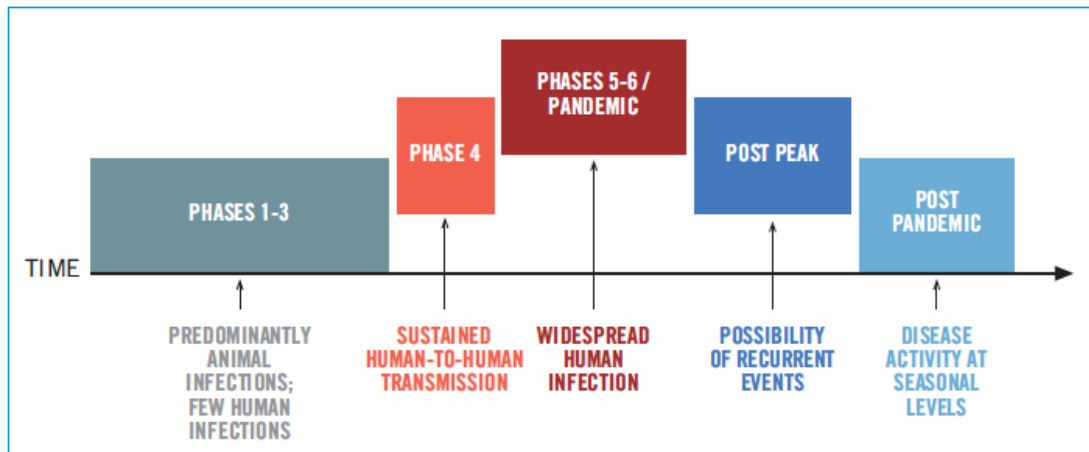 PHASES 5-6 /
PANDEMIC
PHASE 4
POST PEAK
PHASES 1-3
POST
PANDEMIC
TIME
PREDOMINANTLY
ANIMAL
INFECTIONS;
FEW HUMAN
INFECTIONS
SUSTAINED
HUMAN-TO-HUMAN
TRANSMISSION
WIDESPREAD
HUMAN
INFECTION
POSSIBILITY
OF RECURRENT
EVENTS
DISEASE
ACTIVITY AT
SEASONAL
LEVELS